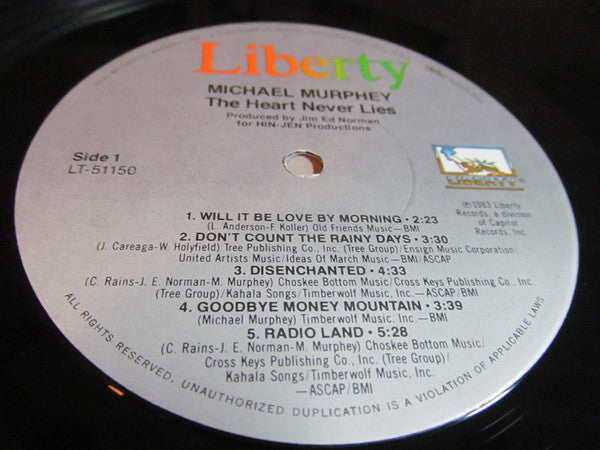 Liberty
MICHAEL MURPHEY
The Heart Never Lies
Produced by Jim Ed Norman
for HIN-JEN Productions
Side 1
LT-51150
LIBERTY
℗ 1983 Liberty
Records, a division
of Capitol
Records, Inc.
1. WILL IT BE LOVE BY MORNING • 2:23
(L. Anderson-F. Koller) Old Friends Music—BMI
2. DON'T COUNT THE RAINY DAYS • 3:30
(J. Careaga-W. Holyfield) Tree Publishing Co., Inc. (Tree Group)/Ensign Music Corporation/
United Artists Music/Ideas Of March Music—BMI/ASCAP
3. DISENCHANTED • 4:33
(C. Rains-J. E. Norman-M. Murphey) Choskee Bottom Music/Cross Keys Publishing Co., Inc.
(Tree Group)/Kahala Songs/Timberwolf Music, Inc.—ASCAP/BMI
4. GOODBYE MONEY MOUNTAIN • 3:39
(Michael Murphey) Timberwolf Music, Inc.—BMI
5. RADIO LAND • 5:28
(C. Rains-J. E. Norman-M. Murphey) Choskee Bottom Music/
Cross Keys Publishing Co., Inc. (Tree Group)/
Kahala Songs/Timberwolf Music, Inc.
—ASCAP/BMI
ALL RIGHTS RESERVED. UNAUTHORIZED DUPLICATION IS A VIOLATION OF APPLICABLE LAWS